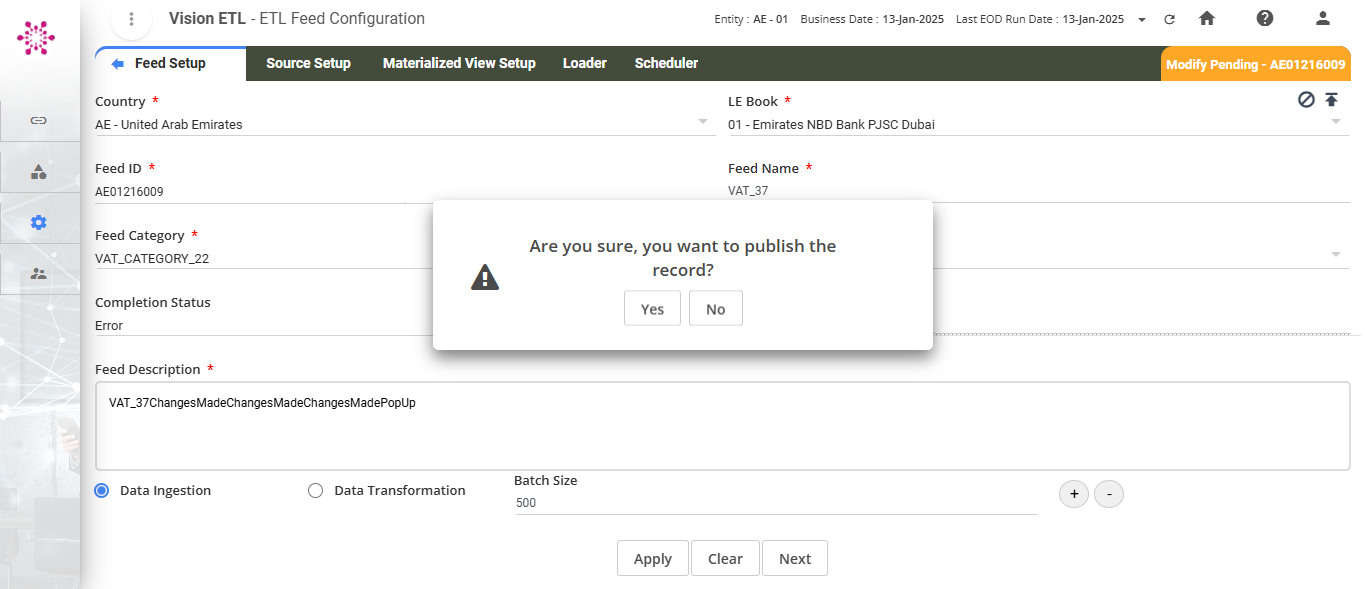 Vision ETL - ETL Feed Configuration
Entity : AE - 01 Business Date : 13-Jan-2025 Last EOD Run Date : 13-Jan-2025
Feed Setup Source Setup Materialized View Setup Loader Scheduler
Modify Pending - AE01216009
Country *
AE - United Arab Emirates
LE Book *
01 - Emirates NBD Bank PJSC Dubai
Feed ID *
AE01216009
Feed Name *
VAT_37
Feed Category *
VAT_CATEGORY_22
Are you sure, you want to publish the
record?
Yes No
Completion Status
Error
Feed Description *
VAT_37ChangesMadeChangesMadeChangesMadePopUp
Data Ingestion Data Transformation
Batch Size
500
+ -
Apply Clear Next